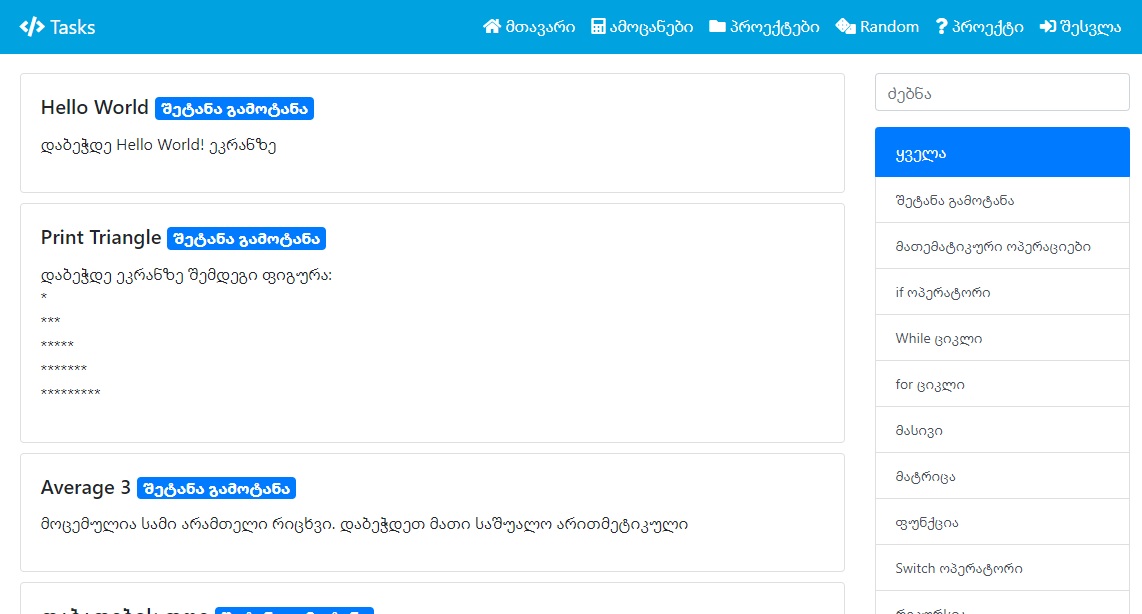 Tasks
მთავარი
ამოცანები
პროექტები
Random
პროექტი
შესვლა
Hello World შეტანა გამოტანა
დაბეჭდე Hello World! ეკრანზე
Print Triangle შეტანა გამოტანა
დაბეჭდე ეკრანზე შემდეგი ფიგურა:
*
***
*****
*******
*********
Average 3 შეტანა გამოტანა
მოცემულია სამი არამთელი რიცხვი. დაბეჭდეთ მათი საშუალო არითმეტიკული
ძებნა
ყველა
შეტანა გამოტანა
მათემატიკური ოპერაციები
if ოპერატორი
While ციკლი
for ციკლი
მასივი
მატრიცა
ფუნქცია
Switch ოპერატორი